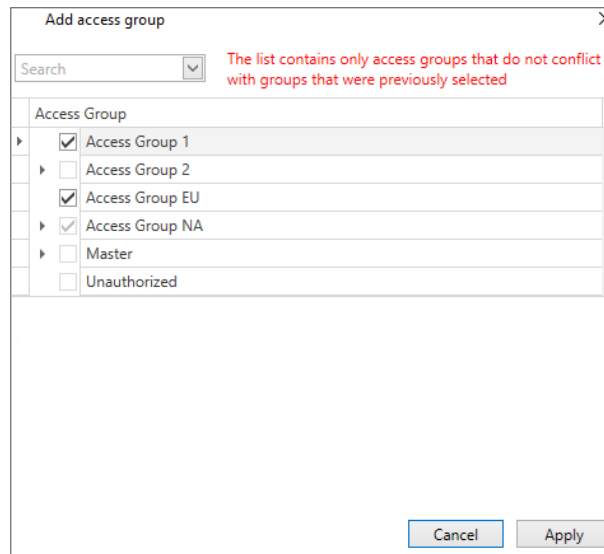 Add access group
Search
The list contains only access groups that do not conflict
with groups that were previously selected
Access Group
Access Group 1
Access Group 2
Access Group EU
Access Group NA
Master
Unauthorized
Cancel
Apply